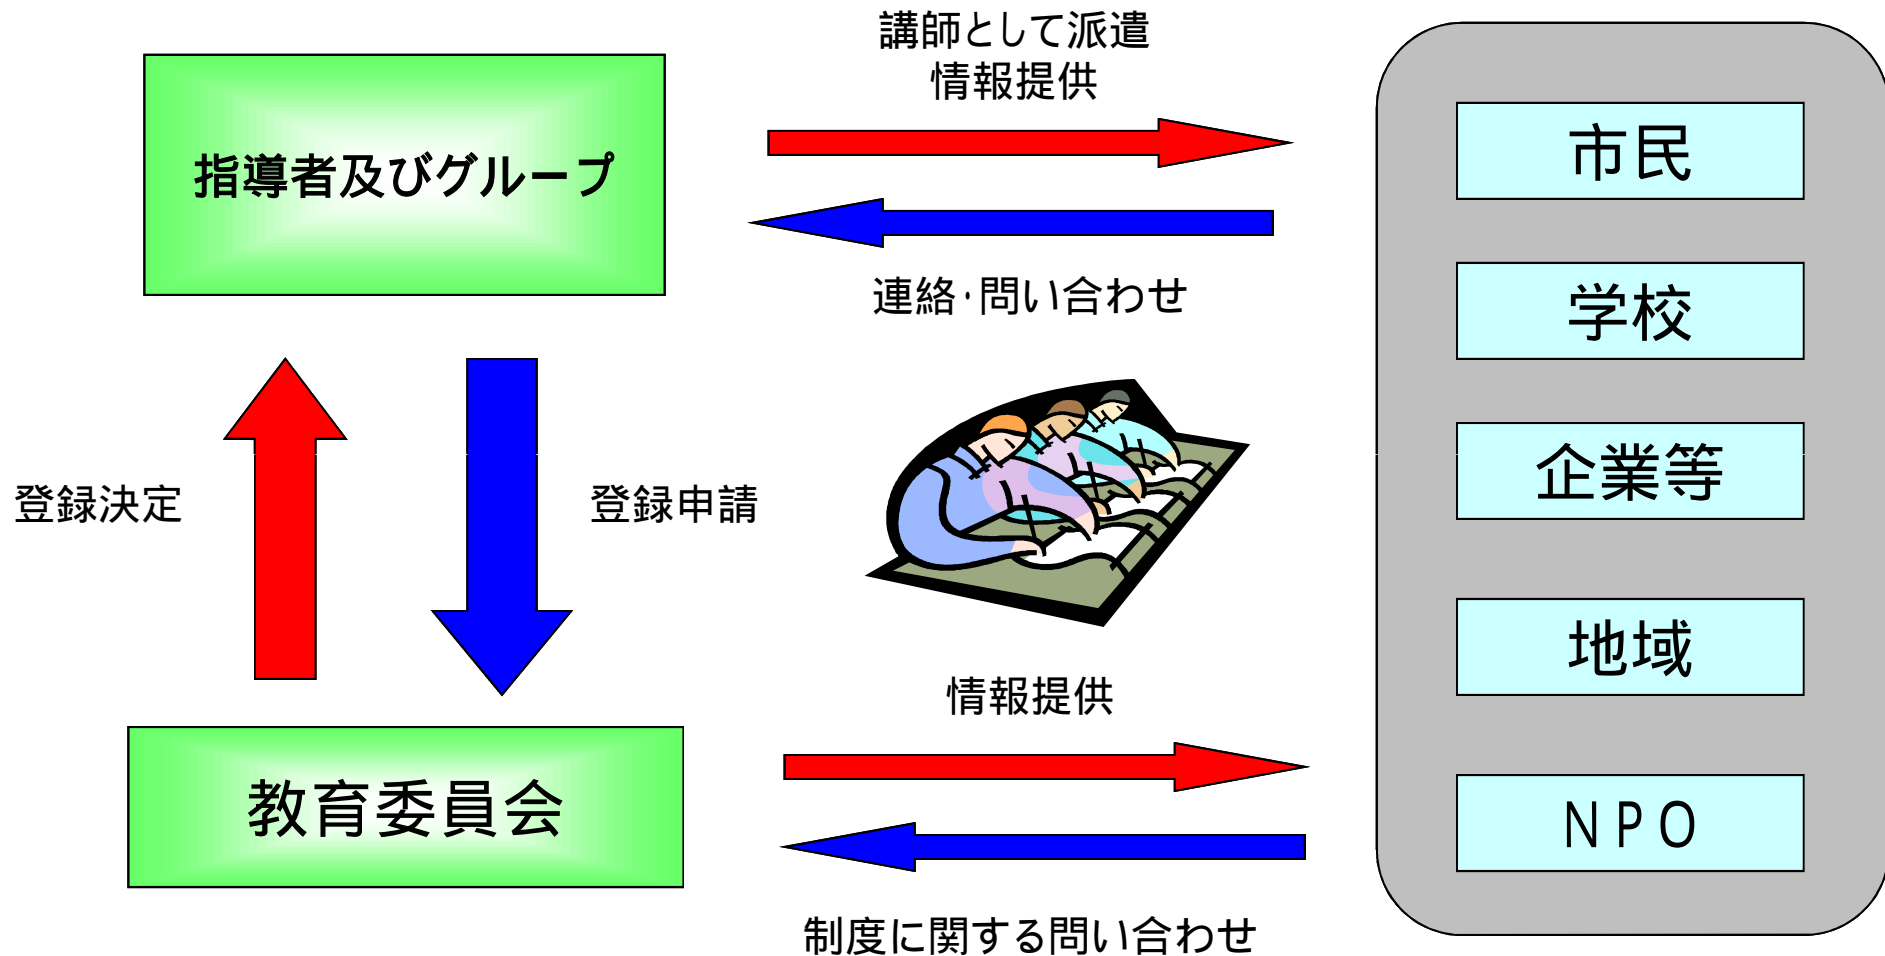 講師として派遣
情報提供
指導者及びグループ
市民
連絡・問い合わせ
学校
企業等
登録決定
登録申請
地域
情報提供
教育委員会
NPO
制度に関する問い合わせ